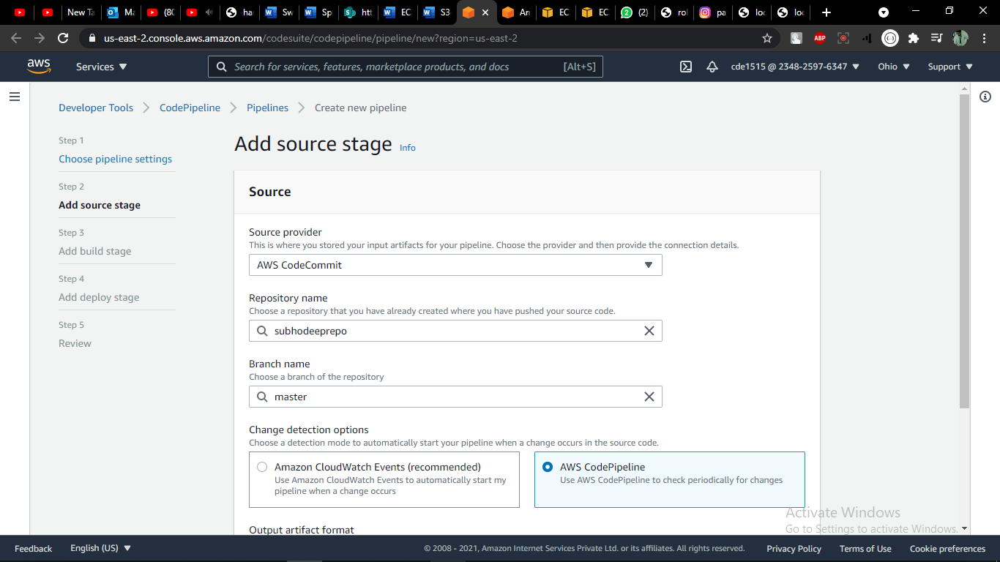 New Ta
Ma
(80
ha
Sw
Sp
htt
EC
S3
An
EC
EC
(2)
rol
pa
loc
loc
us-east-2.console.aws.amazon.com/codesuite/codepipeline/pipeline/new?region=us-east-2
ABP
aws
Services
Search for services, features, marketplace products, and docs
[Alt+S]
cde1515 @ 2348-2597-6347
Ohio
Support
Developer Tools
CodePipeline
Pipelines
Create new pipeline
Step 1
Choose pipeline settings
Step 2
Add source stage
Step 3
Add build stage
Step 4
Add deploy stage
Step 5
Review
Add source stage Info
Source
Source provider
This is where you stored your input artifacts for your pipeline. Choose the provider and then provide the connection details.
AWS CodeCommit
Repository name
Choose a repository that you have already created where you have pushed your source code.
subhodeeprepo
Branch name
Choose a branch of the repository
master
Change detection options
Choose a detection mode to automatically start your pipeline when a change occurs in the source code.
Amazon CloudWatch Events (recommended)
Use Amazon CloudWatch Events to automatically start my
pipeline when a change occurs
AWS CodePipeline
Use AWS CodePipeline to check periodically for changes
Output artifact format
Activate Windows
Go to Settings to activate Windows.
Feedback
English (US)
© 2008 - 2021, Amazon Internet Services Private Ltd. or its affiliates. All rights reserved.
Privacy Policy
Terms of Use
Cookie preferences